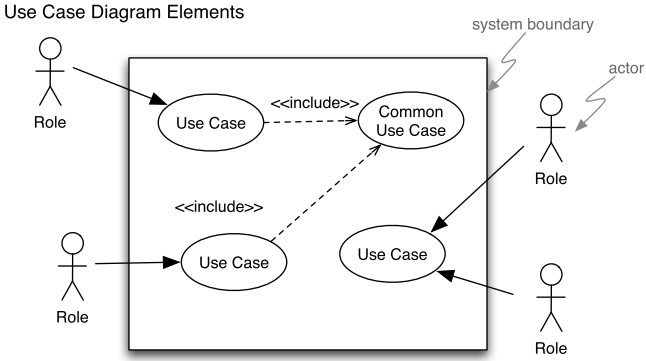 Use Case Diagram Elements
system boundary
actor
Role
Use Case
<<include>>
Common
Use Case
Role
<<include>>
Role
Use Case
Use Case
Role